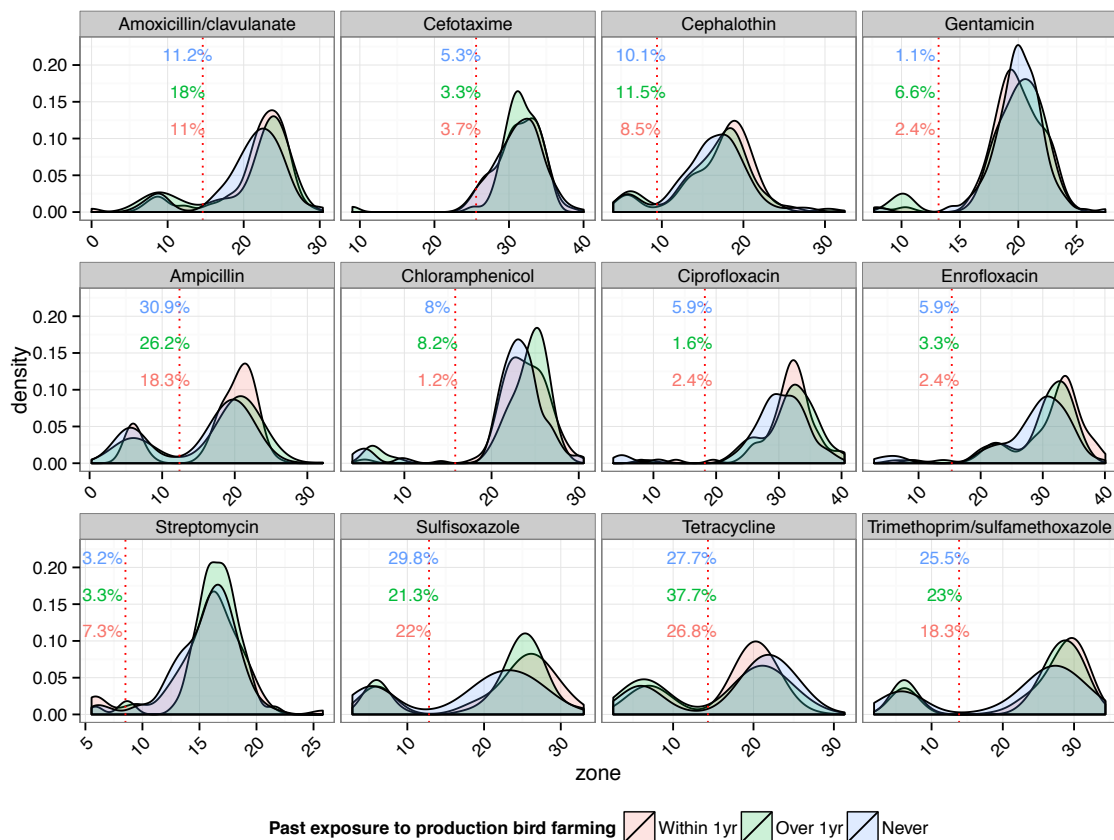 Amoxicillin/clavulanate Cefotaxime Cephalothin Gentamicin
11.2% 5.3% 10.1% 1.1%
18% 3.3% 11.5% 6.6%
11% 3.7% 8.5% 2.4%
0.20
0.15
0.10
0.05
0.00
0 10 20 30 10 20 30 40 10 20 30 10 15 20 25
Ampicillin Chloramphenicol Ciprofloxacin Enrofloxacin
30.9% 8% 5.9% 5.9%
26.2% 8.2% 1.6% 3.3%
18.3% 1.2% 2.4% 2.4%
0.20
0.15
0.10
0.05
0.00
density
0 10 20 30 10 20 30 10 20 30 40 10 20 30 40
Streptomycin Sulfisoxazole Tetracycline Trimethoprim/sulfamethoxazole
3.2% 29.8% 27.7% 25.5%
3.3% 21.3% 37.7% 23%
7.3% 22% 26.8% 18.3%
0.20
0.15
0.10
0.05
0.00
5 10 15 20 25 10 20 30 10 20 30 10 20 30
zone
Past exposure to production bird farming Within 1yr Over 1yr Never